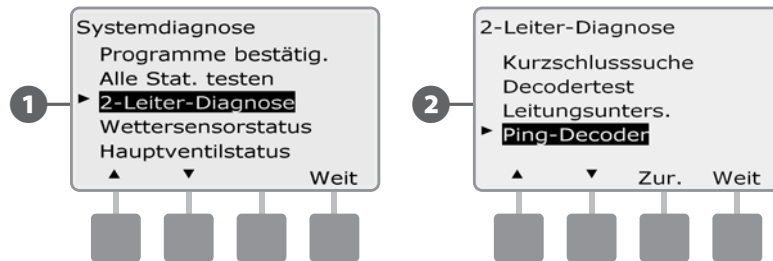 Systemdiagnose
Programme bestätig.
Alle Stat. testen
2-Leiter-Diagnose
Wettersensorstatus
Hauptventilstatus
Weit
1
2-Leiter-Diagnose
Kurzschlusssuche
Decodertest
Leitungsunters.
Ping-Decoder
Zur. Weit
2